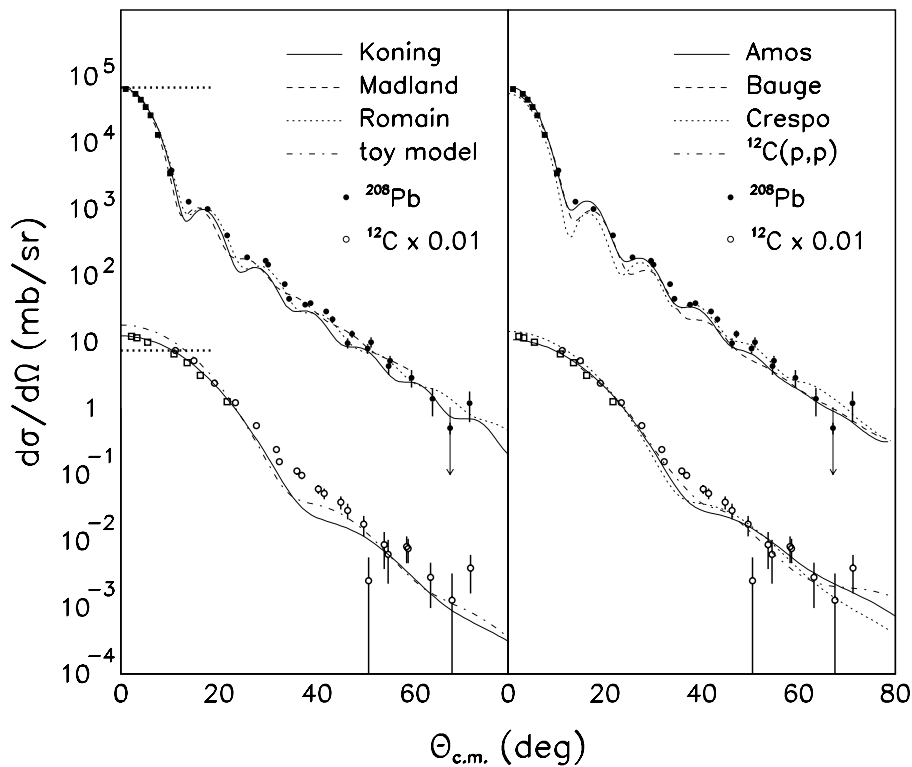 Koning
Madland
Romain
toy model
²⁰⁸Pb
¹²C x 0.01
Amos
Bauge
Crespo
¹²C(p,p)
²⁰⁸Pb
¹²C x 0.01
10⁵
10⁴
10³
10²
10
1
10⁻¹
10⁻²
10⁻³
10⁻⁴
dσ/dΩ (mb/sr)
0 20 40 60 0 20 40 60 80
Θc.m. (deg)